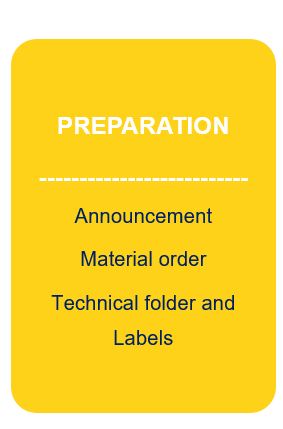 PREPARATION
--------------------------
Announcement
Material order
Technical folder and
Labels